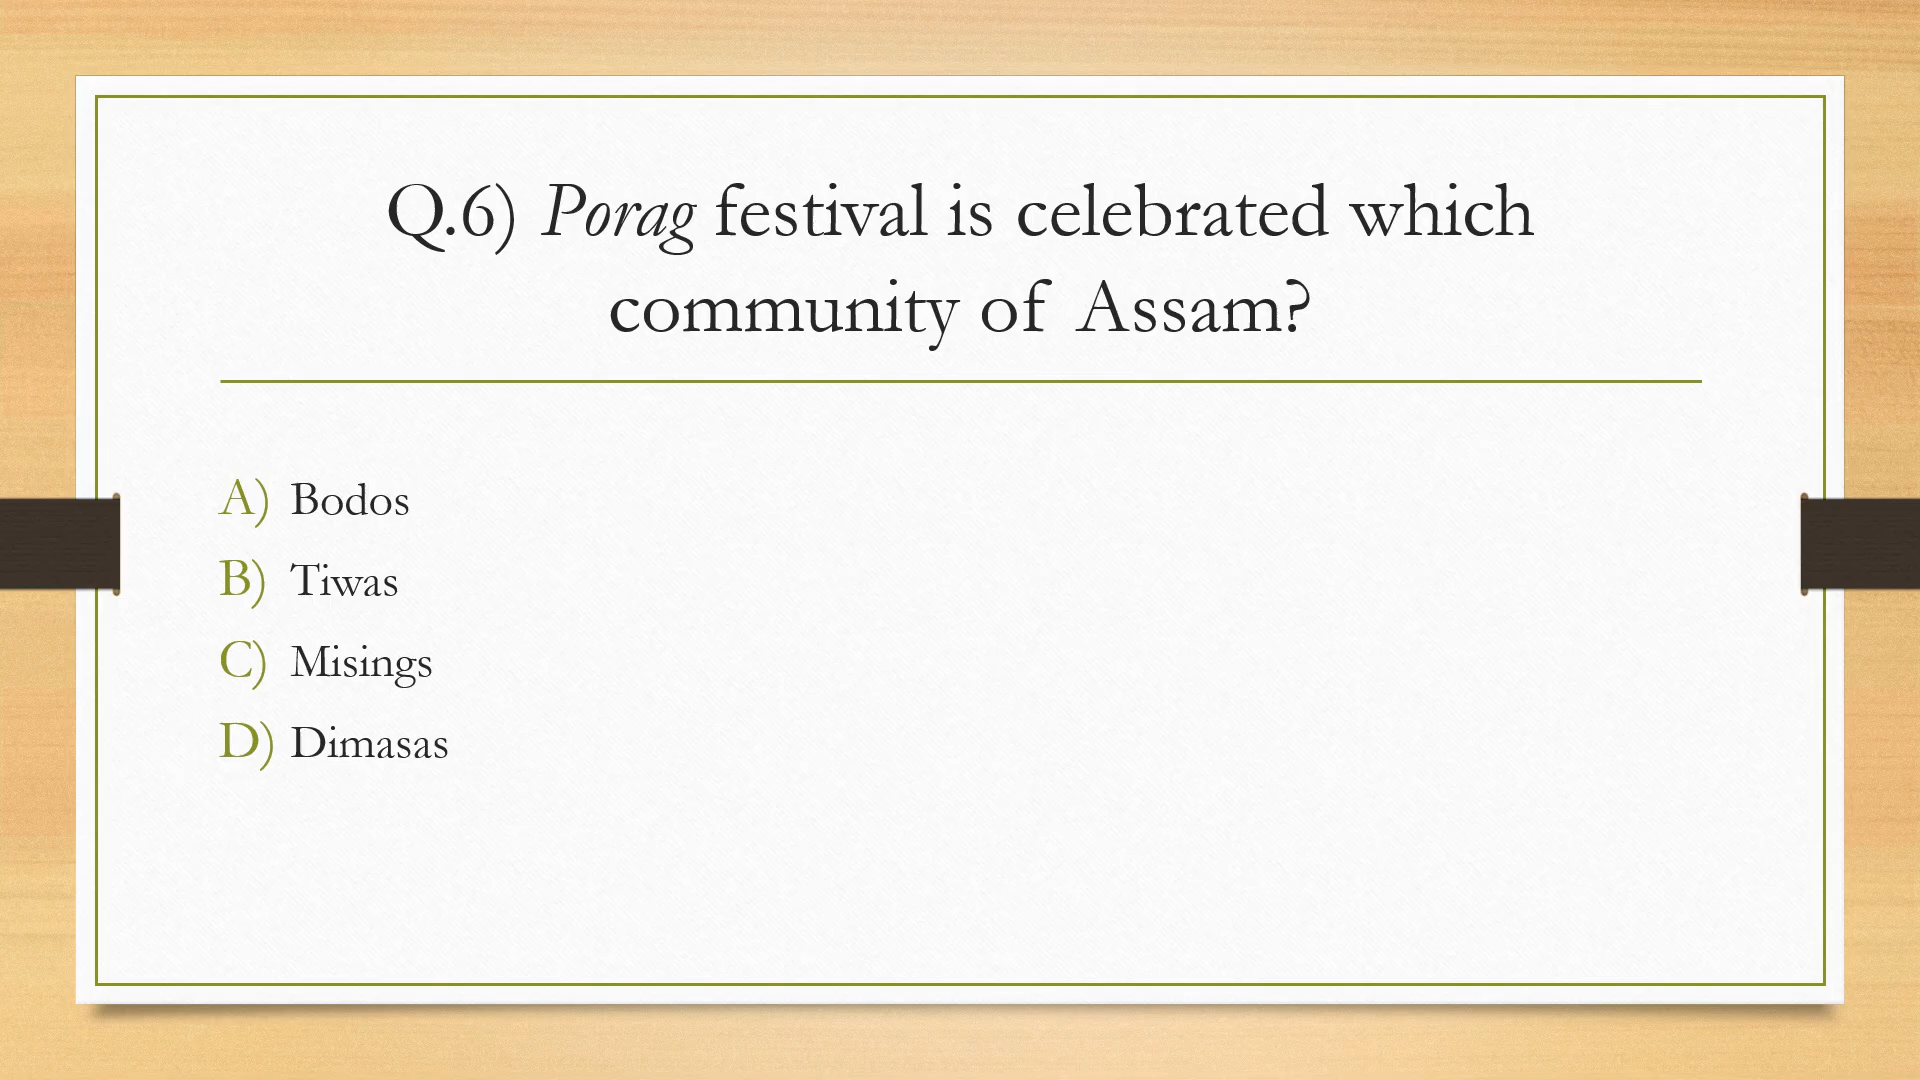 Q.6) Porag festival is celebrated which
community of Assam?
A) Bodos
B) Tiwas
C) Misings
D) Dimasas